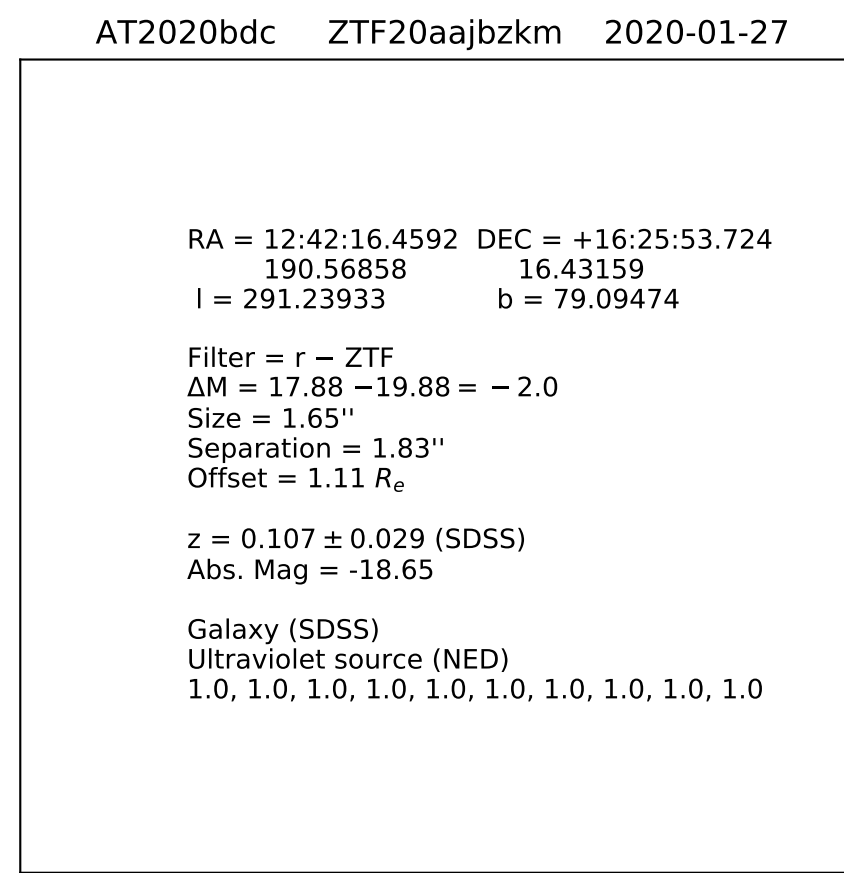 AT2020bdc ZTF20aajbzkm 2020-01-27
RA = 12:42:16.4592 DEC = +16:25:53.724
190.56858 16.43159
l = 291.23933 b = 79.09474
Filter = r − ZTF
ΔM = 17.88 −19.88 = − 2.0
Size = 1.65''
Separation = 1.83''
Offset = 1.11 Rₑ
z = 0.107 ± 0.029 (SDSS)
Abs. Mag = -18.65
Galaxy (SDSS)
Ultraviolet source (NED)
1.0, 1.0, 1.0, 1.0, 1.0, 1.0, 1.0, 1.0, 1.0, 1.0